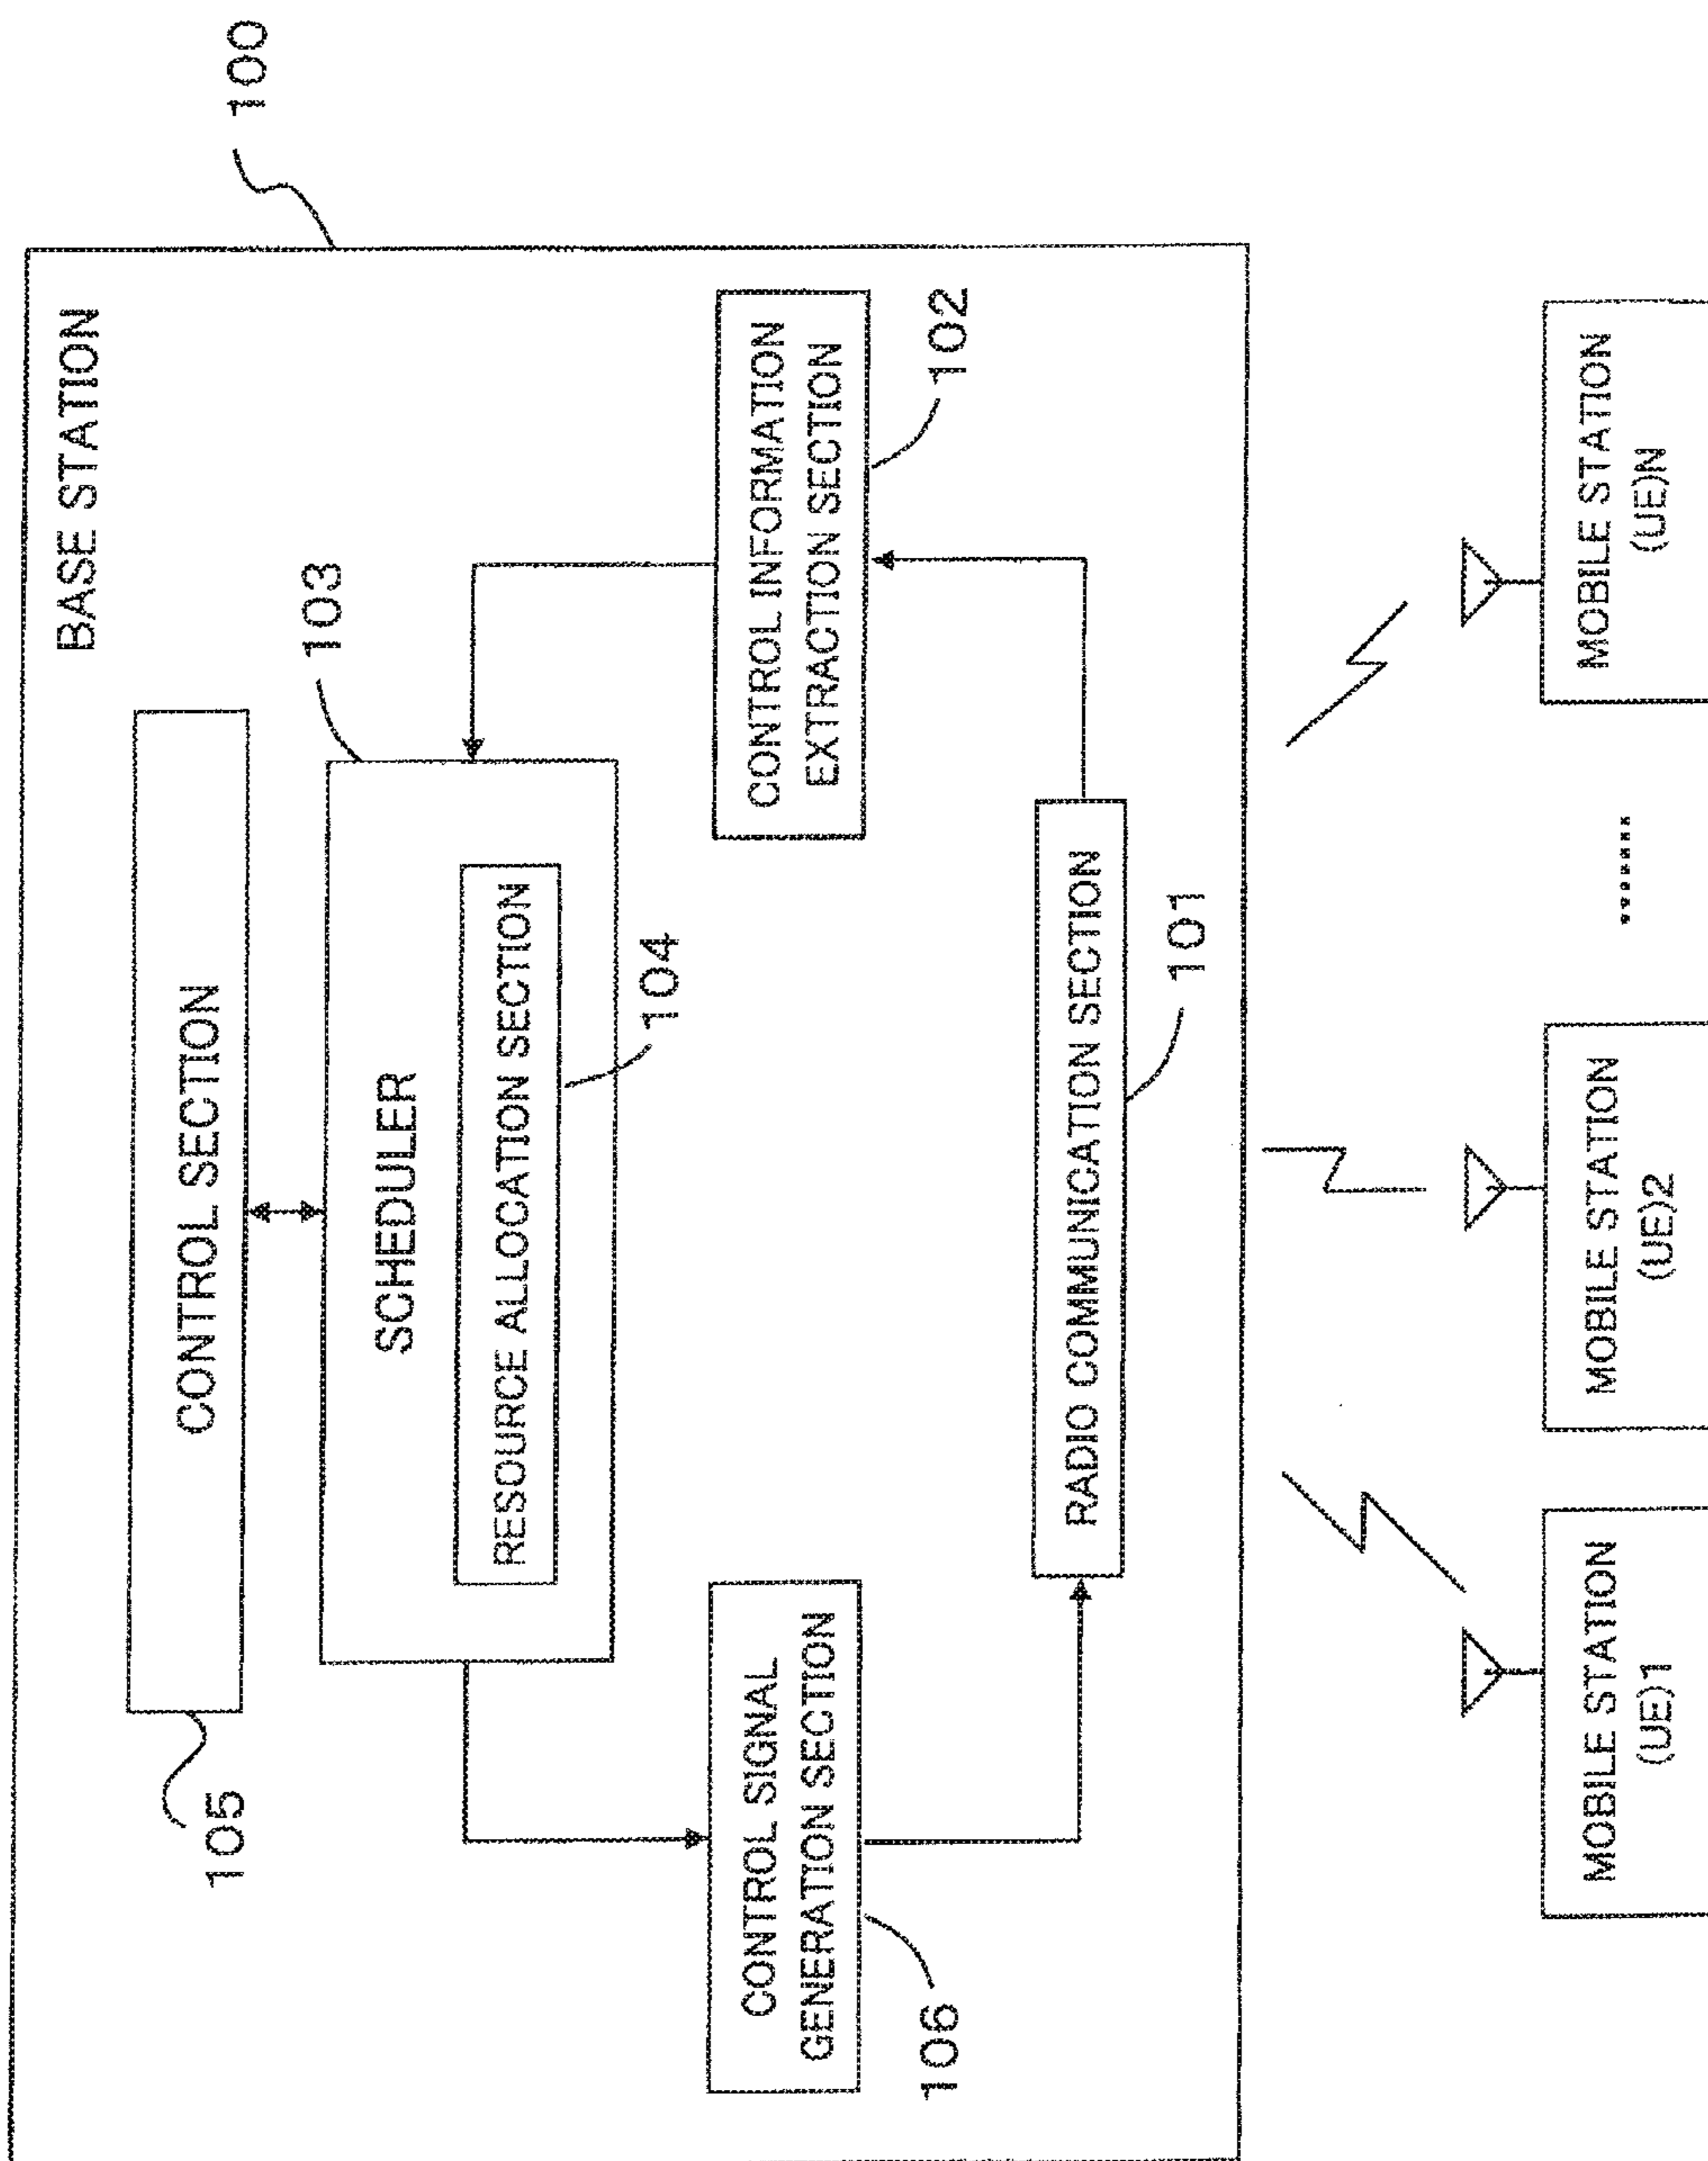 100
BASE STATION
CONTROL SECTION
105
103
SCHEDULER
RESOURCE ALLOCATION SECTION
104
CONTROL SIGNAL
GENERATION SECTION
106
CONTROL INFORMATION
EXTRACTION SECTION
102
RADIO COMMUNICATION SECTION
101
MOBILE STATION
(UE)1
MOBILE STATION
(UE)2
......
MOBILE STATION
(UE)N